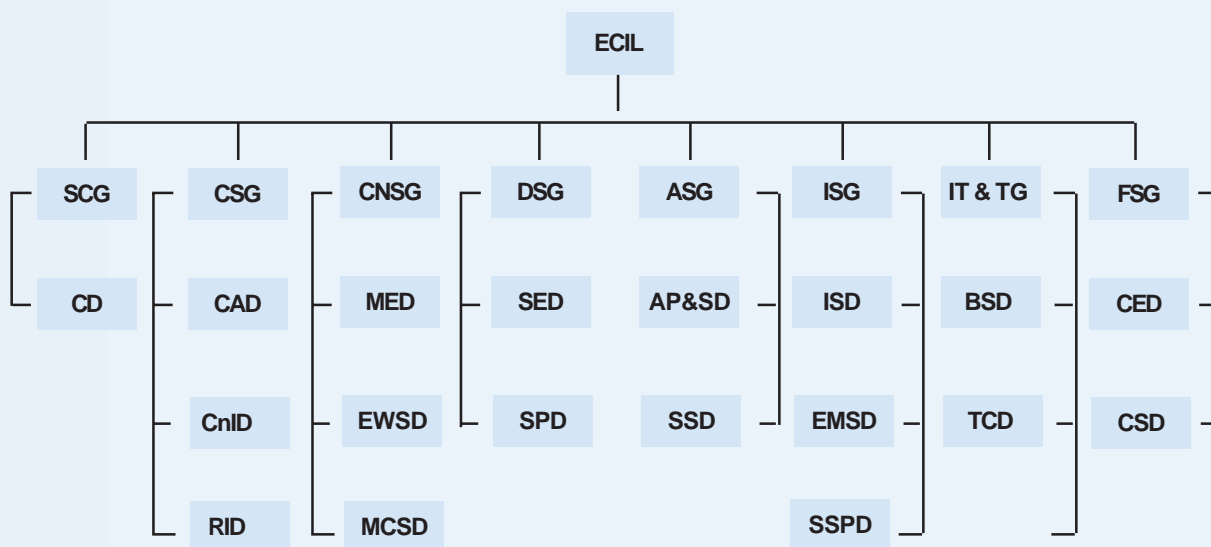 ECIL
SCG
CSG
CNSG
DSG
ASG
ISG
IT & TG
FSG
CD
CAD
MED
SED
AP&SD
ISD
BSD
CED
CnID
EWSD
SPD
SSD
EMSD
TCD
CSD
RID
MCSD
SSPD